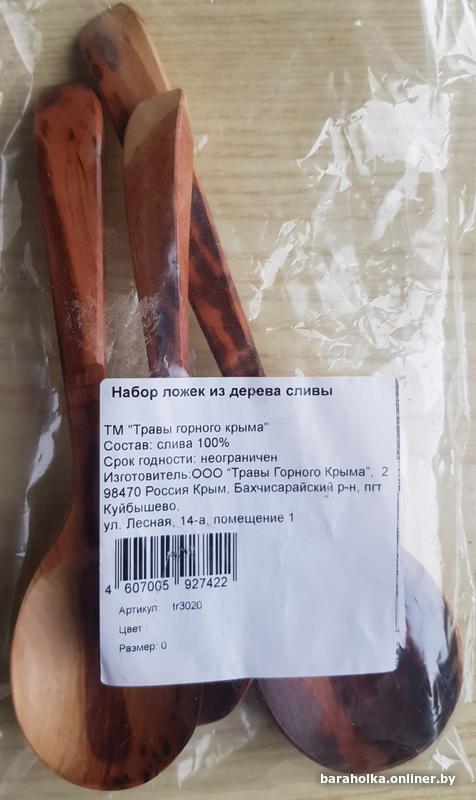 Набор ложек из дерева сливы
ТМ "Травы горного крыма"
Состав: слива 100%
Срок годности: неограничен
Изготовитель:ООО "Травы Горного Крыма", 2
98470 Россия Крым, Бахчисарайский р-н, пгт
Куйбышево,
ул. Лесная, 14-а, помещение 1
4 607005 927422
Артикул: tr3020
Цвет
Размер: 0
baraholka.onliner.by